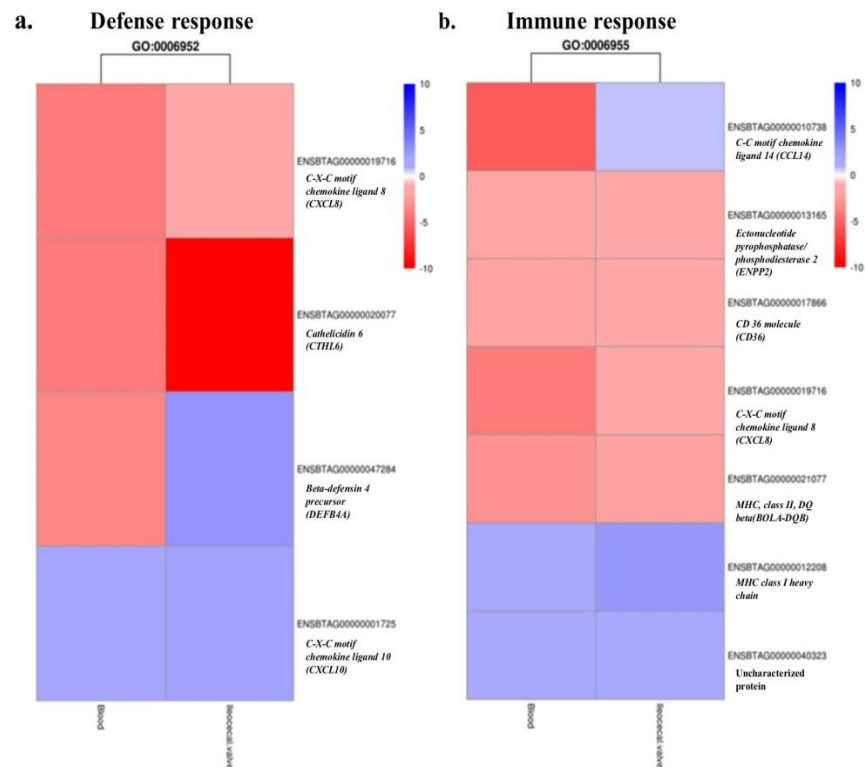 a. Defense response
GO:0006952
10
5
0
-5
-10
ENSBTAG00000019716
C-X-C motif
chemokine ligand 8
(CXCL8)
ENSBTAG00000020077
Cathelicidin 6
(CTHL6)
ENSBTAG00000047284
Beta-defensin 4
precursor
(DEFB4A)
ENSBTAG00000001725
C-X-C motif
chemokine ligand 10
(CXCL10)
Blood
Ileocecal.valve
b. Immune response
GO:0006955
10
5
0
-5
-10
ENSBTAG00000010738
C-C motif chemokine
ligand 14 (CCL14)
ENSBTAG00000013165
Ectonucleotide
pyrophosphatase/
phosphodiesterase 2
(ENPP2)
ENSBTAG00000017866
CD 36 molecule
(CD36)
ENSBTAG00000019716
C-X-C motif
chemokine ligand 8
(CXCL8)
ENSBTAG00000021077
MHC, class II, DQ
beta(BOLA-DQB)
ENSBTAG00000012208
MHC class I heavy
chain
ENSBTAG00000040323
Uncharacterized
protein
Blood
Ileocecal.valve